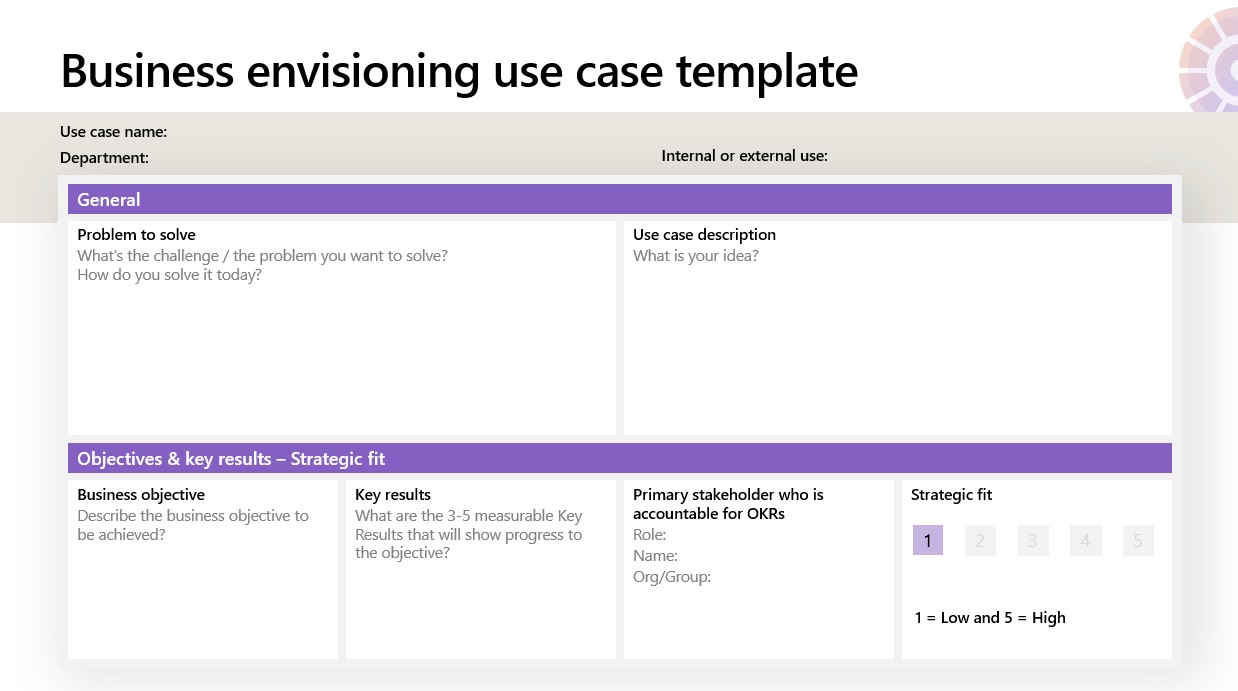 Business envisioning use case template
Use case name:
Department:
Internal or external use:
General
Problem to solve
What's the challenge / the problem you want to solve?
How do you solve it today?
Use case description
What is your idea?
Objectives & key results – Strategic fit
Business objective
Describe the business objective to
be achieved?
Key results
What are the 3-5 measurable Key
Results that will show progress to
the objective?
Primary stakeholder who is
accountable for OKRs
Role:
Name:
Org/Group:
Strategic fit
1 2 3 4 5
1 = Low and 5 = High